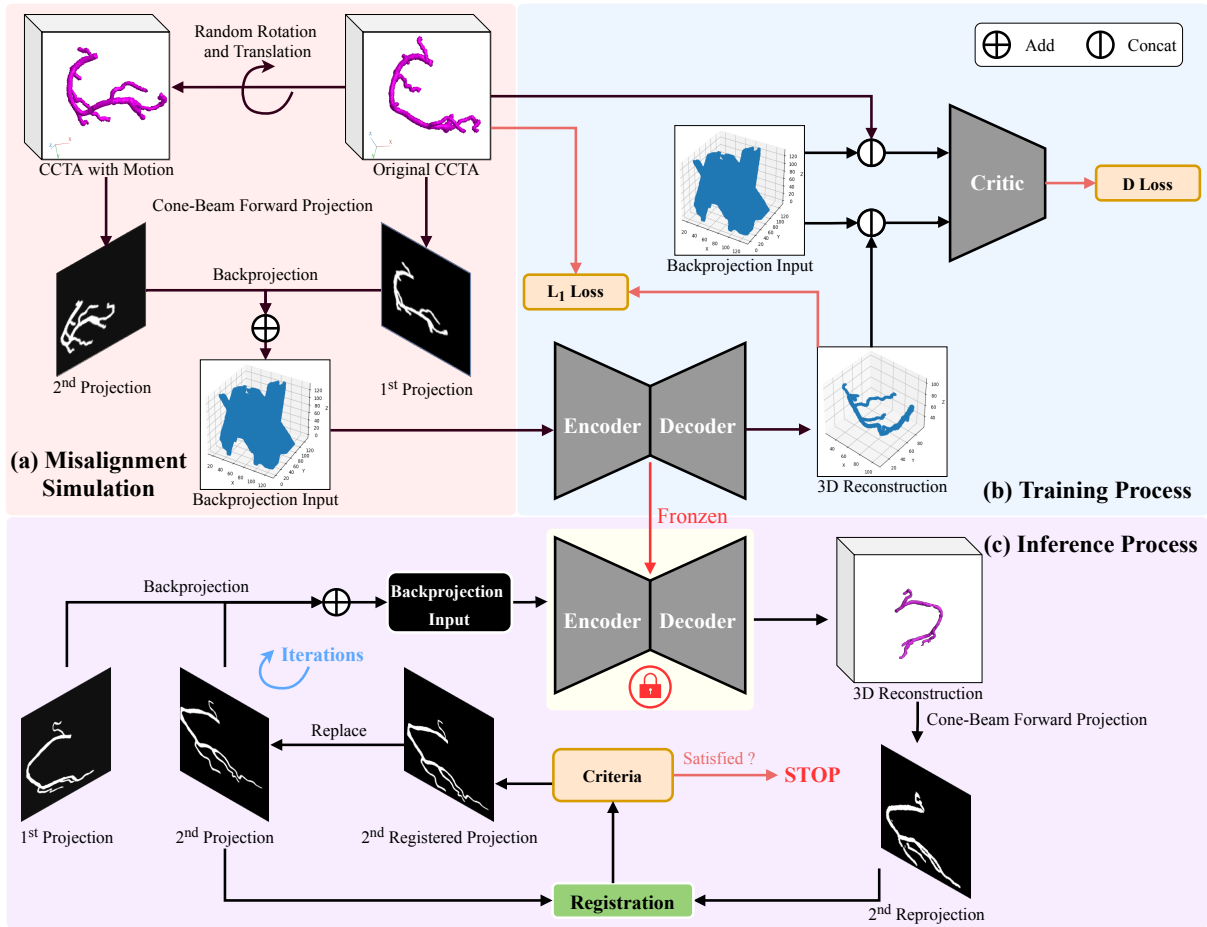 Random Rotation
and Translation
Add
Concat
CCTA with Motion
Original CCTA
Critic
D Loss
Cone-Beam Forward Projection
Backprojection
Backprojection Input
L1 Loss
2nd Projection
1st Projection
Encoder
Decoder
(a) Misalignment
Simulation
Backprojection Input
3D Reconstruction
(b) Training Process
Fronzen
(c) Inference Process
Backprojection
Backprojection
Input
Encoder
Decoder
Iterations
3D Reconstruction
Cone-Beam Forward Projection
Replace
Criteria
Satisfied ?
STOP
1st Projection
2nd Projection
2nd Registered Projection
Registration
2nd Reprojection